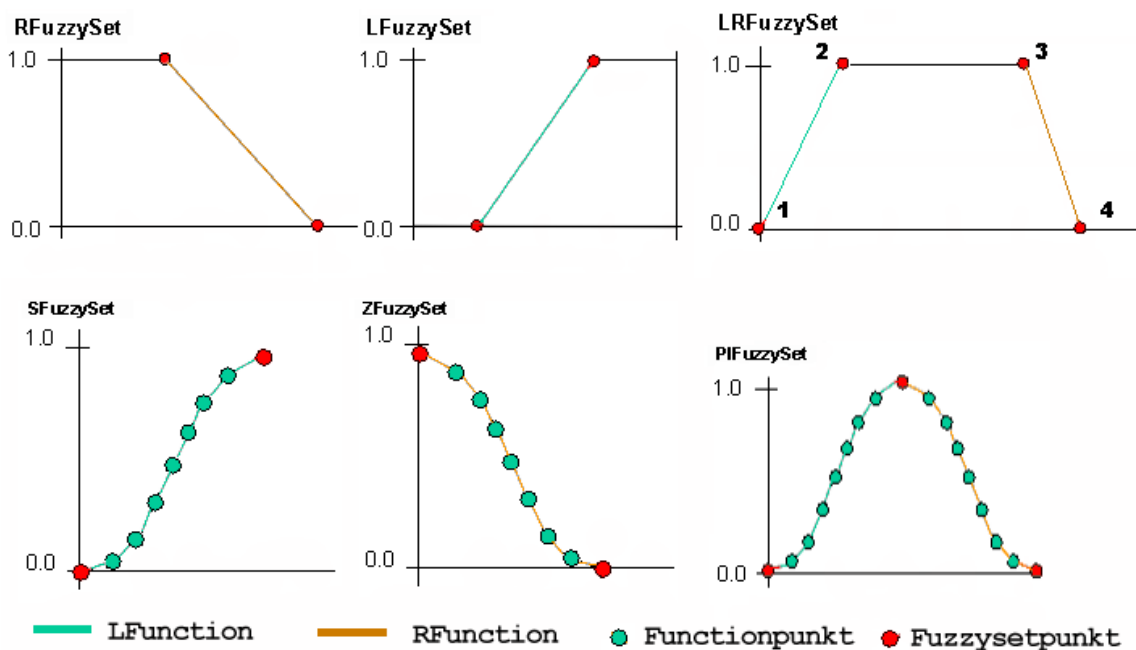 RFuzzySet
1.0
0.0
LFuzzySet
1.0
0.0
LRFuzzySet
1.0
0.0
1
2
3
4
SFuzzySet
1.0
0.0
ZFuzzySet
1.0
0.0
PIFuzzySet
1.0
0.0
LFunction
RFunction
Functionpunkt
Fuzzysetpunkt